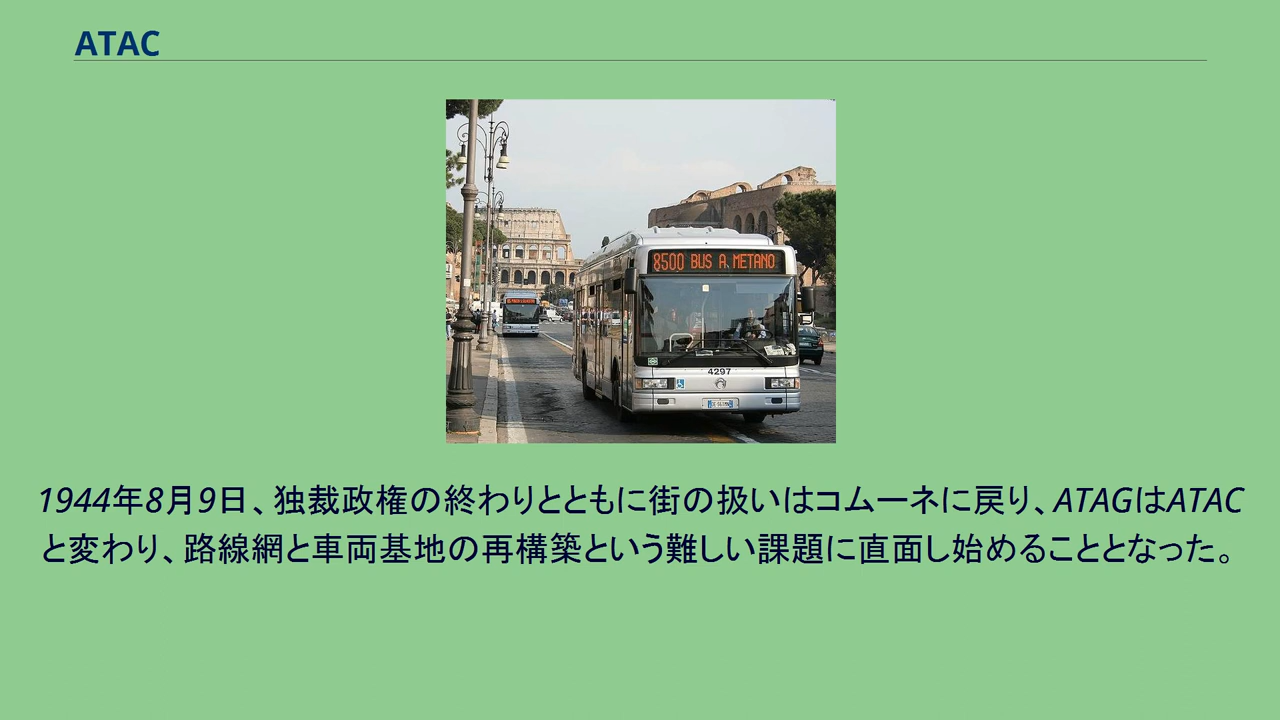 ATAC
8500 BUS A METANO
4297
1944年8月9日、独裁政権の終わりとともに街の扱いはコムーネに戻り、ATAGはATAC
と変わり、路線網と車両基地の再構築という難しい課題に直面し始めることとなった。